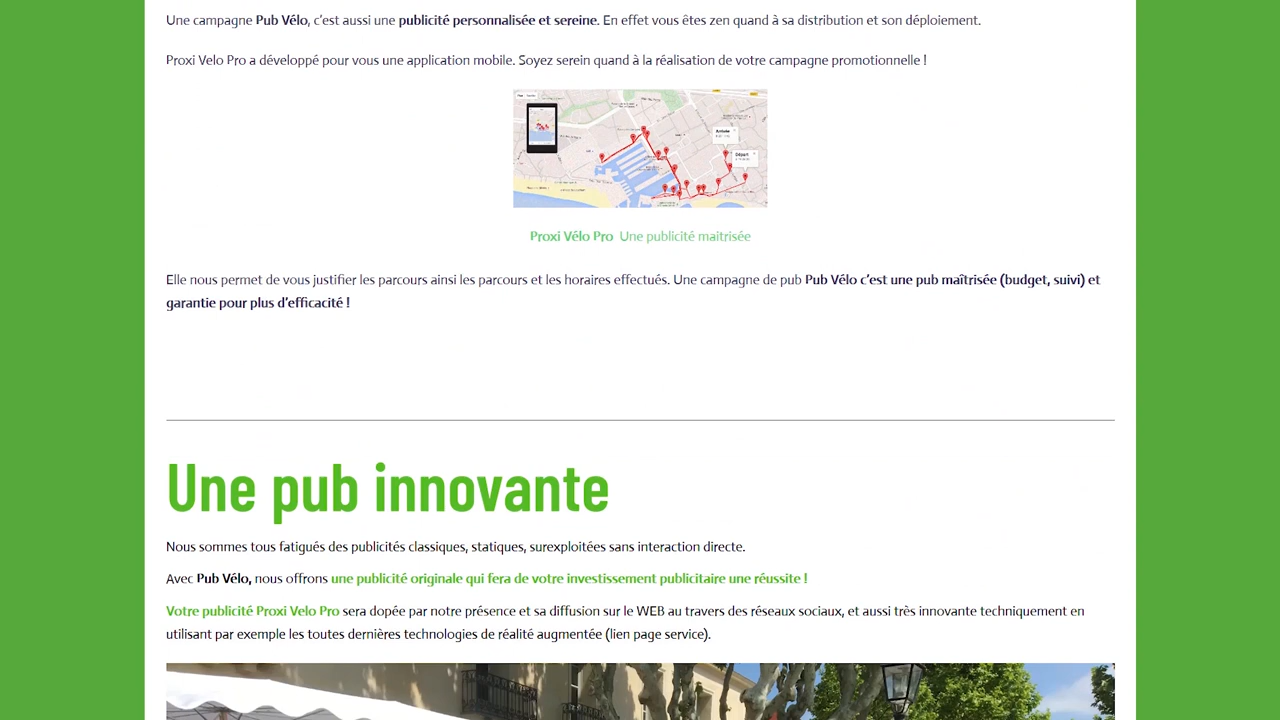 Une campagne Pub Vélo, c’est aussi une publicité personnalisée et sereine. En effet vous êtes zen quand à sa distribution et son déploiement.
Proxi Velo Pro a développé pour vous une application mobile. Soyez serein quand à la réalisation de votre campagne promotionnelle !
Arrivée
Départ
Proxi Vélo Pro Une publicité maitrisée
Elle nous permet de vous justifier les parcours ainsi les parcours et les horaires effectués. Une campagne de pub Pub Vélo c’est une pub maîtrisée (budget, suivi) et
garantie pour plus d’efficacité !
Une pub innovante
Nous sommes tous fatigués des publicités classiques, statiques, surexploitées sans interaction directe.
Avec Pub Vélo, nous offrons une publicité originale qui fera de votre investissement publicitaire une réussite !
Votre publicité Proxi Velo Pro sera dopée par notre présence et sa diffusion sur le WEB au travers des réseaux sociaux, et aussi très innovante techniquement en
utilisant par exemple les toutes dernières technologies de réalité augmentée (lien page service).